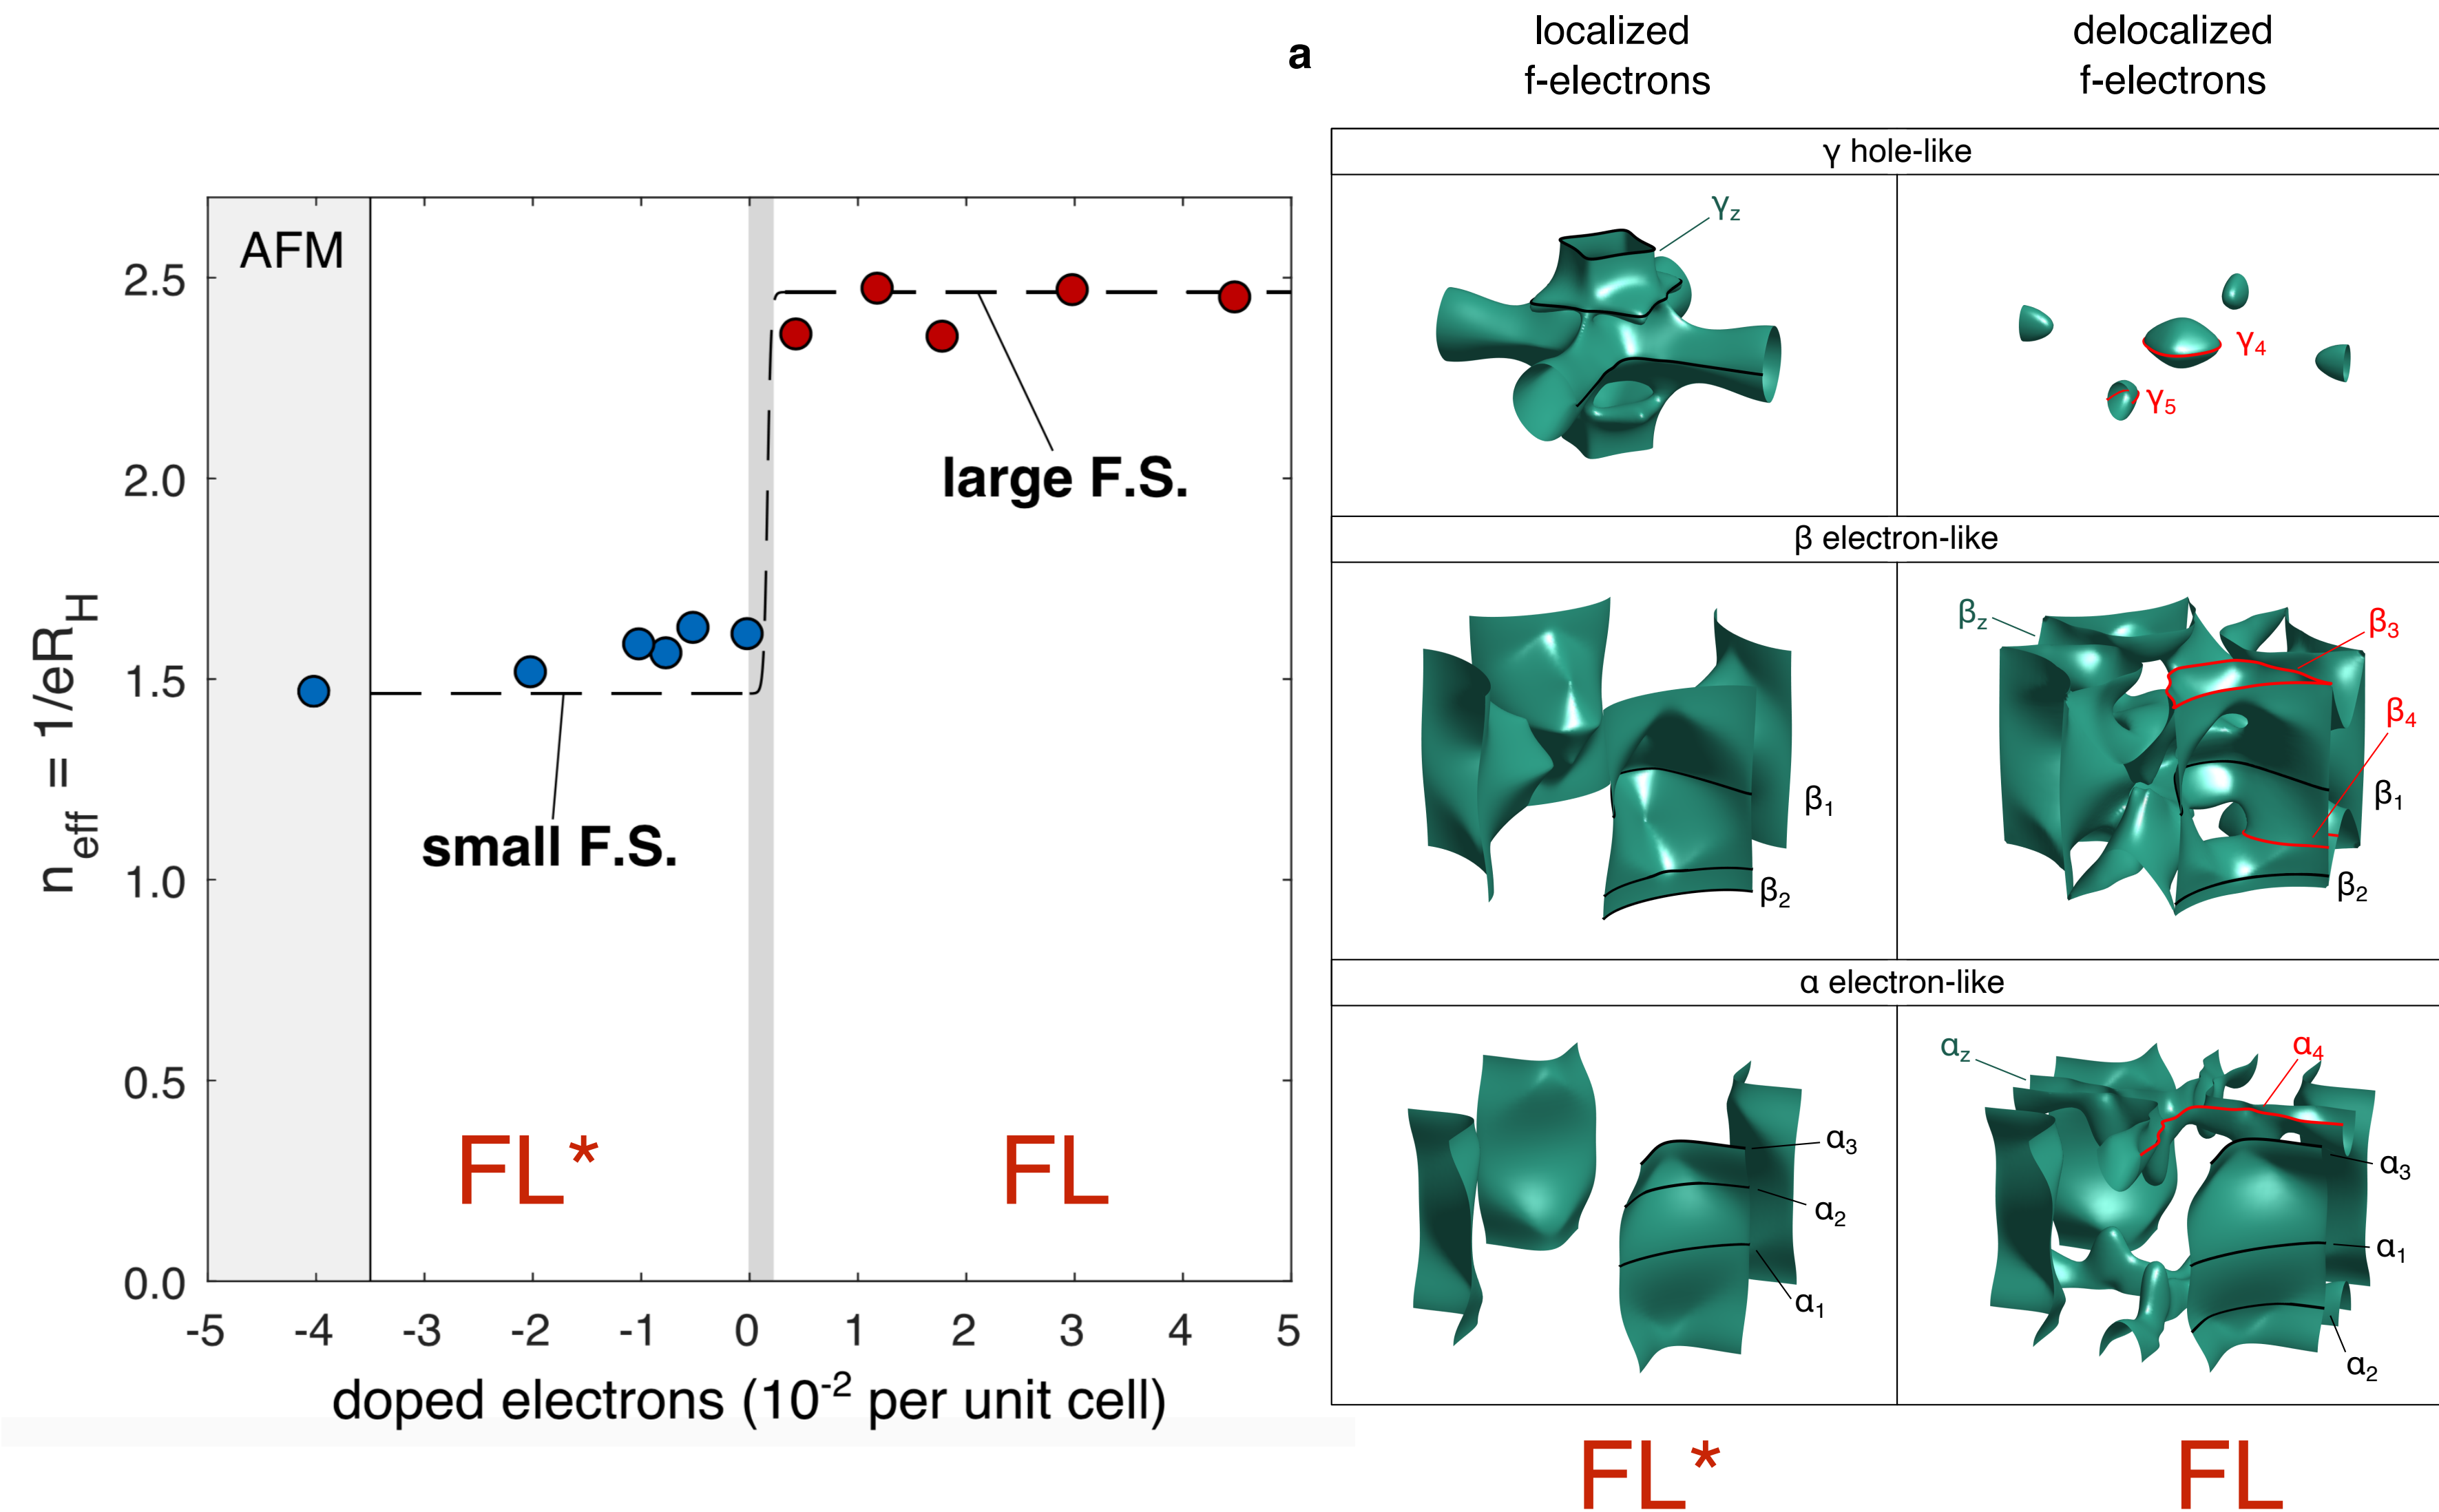 AFM
2.5
2.0
1.5
1.0
0.5
0.0
n_eff = 1/eR_H
large F.S.
small F.S.
FL*
FL
-5 -4 -3 -2 -1 0 1 2 3 4 5
doped electrons (10^-2 per unit cell)
a
localized
f-electrons
delocalized
f-electrons
γ hole-like
γz
γ4
γ5
β electron-like
β1
β2
βz
β3
β4
β1
β2
α electron-like
α3
α2
α1
αz
α4
α3
α1
α2
FL*
FL